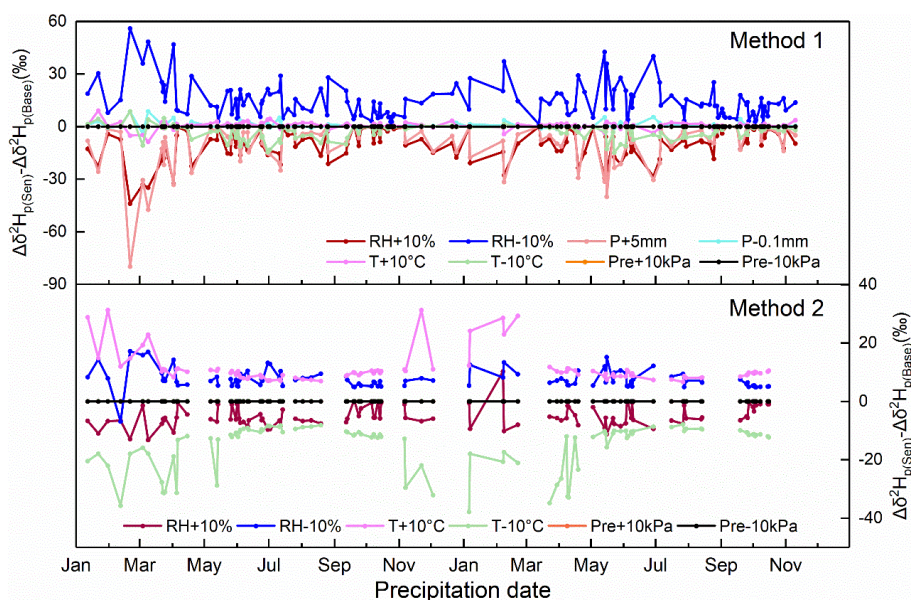 Method 1
Δδ²Hp(Sen)-Δδ²Hp(Base)(‰)
60
30
0
-30
-60
-90
RH+10% RH-10% P+5mm P-0.1mm
T+10°C T-10°C Pre+10kPa Pre-10kPa
Method 2
40
20
0
-20
-40
Δδ²Hp(Sen)-Δδ²Hp(Base)(‰)
RH+10% RH-10% T+10°C T-10°C Pre+10kPa Pre-10kPa
Jan Mar May Jul Sep Nov Jan Mar May Jul Sep Nov
Precipitation date